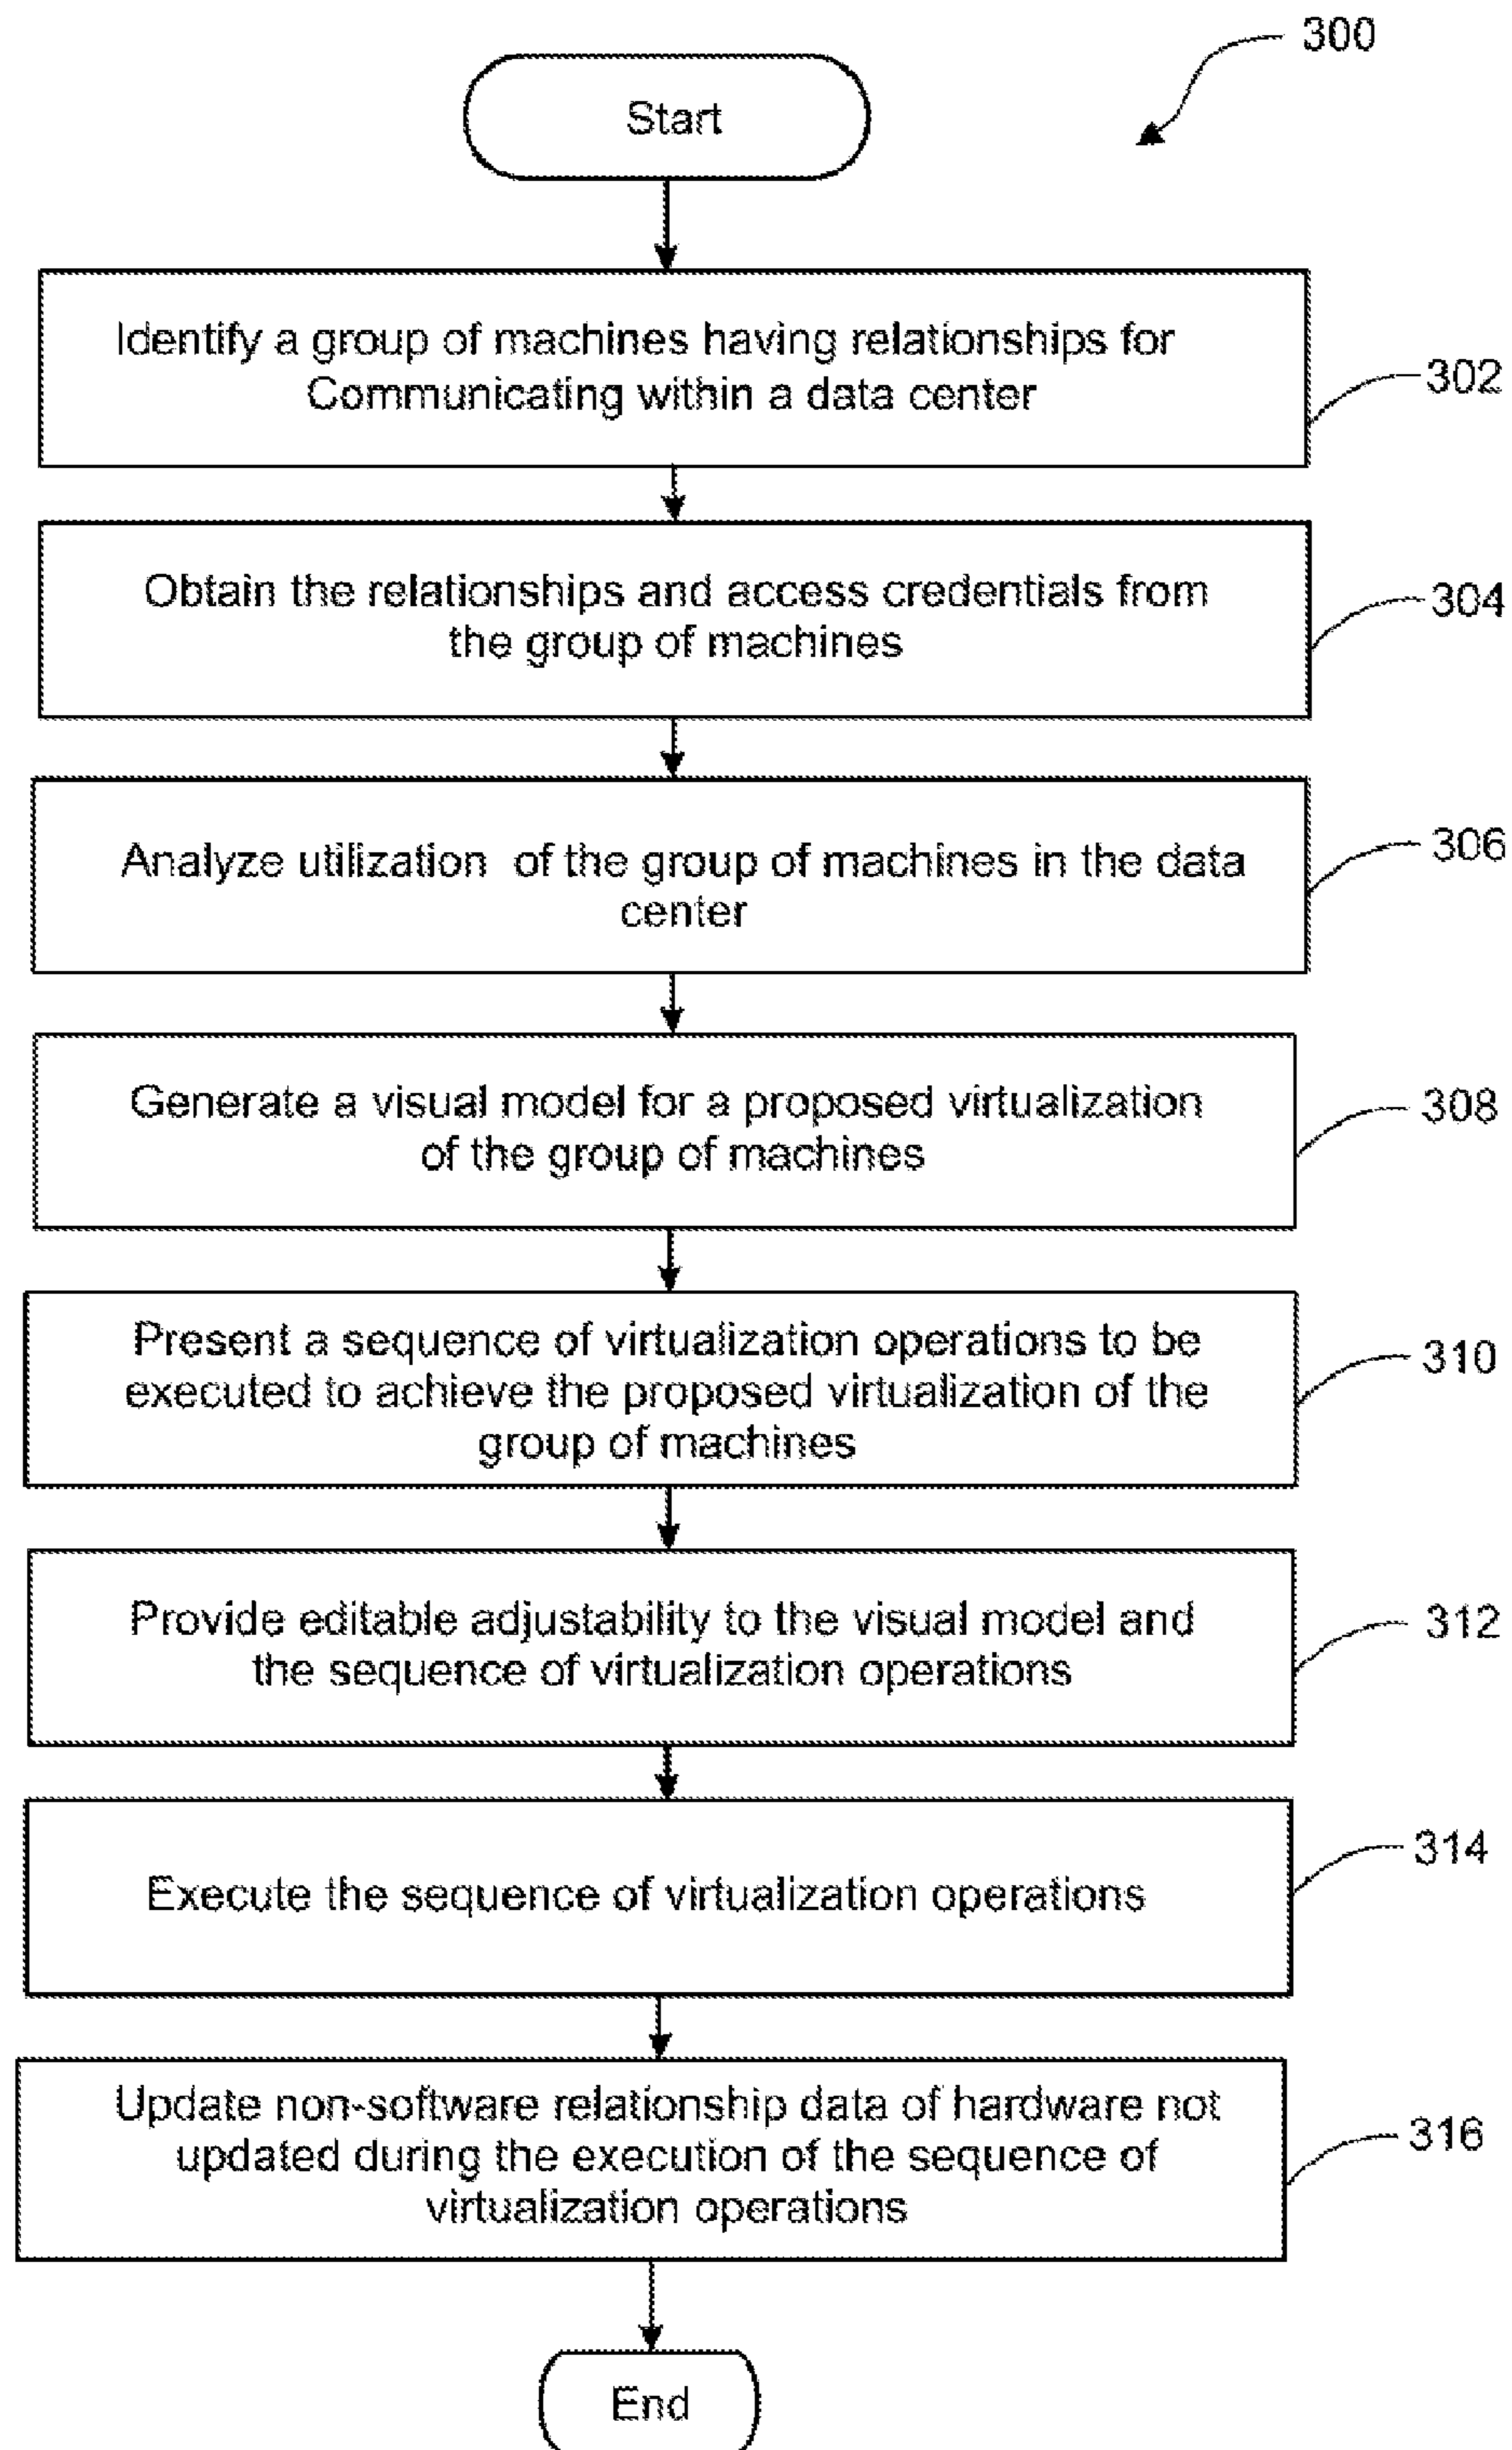 300
Start
Identify a group of machines having relationships for
Communicating within a data center
302
Obtain the relationships and access credentials from
the group of machines
304
Analyze utilization of the group of machines in the data
center
306
Generate a visual model for a proposed virtualization
of the group of machines
308
Present a sequence of virtualization operations to be
executed to achieve the proposed virtualization of the
group of machines
310
Provide editable adjustability to the visual model and
the sequence of virtualization operations
312
Execute the sequence of virtualization operations
314
Update non-software relationship data of hardware not
updated during the execution of the sequence of
virtualization operations
316
End